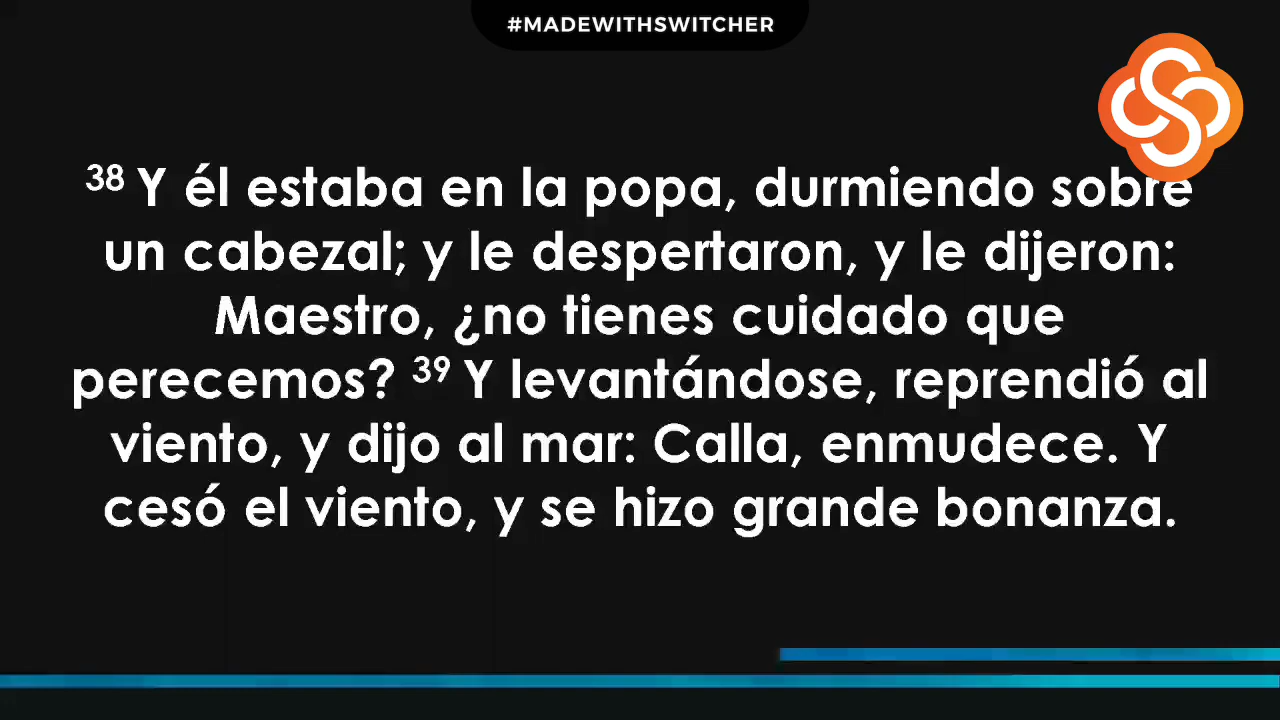 #MADEWITHSWITCHER
38 Y él estaba en la popa, durmiendo sobre
un cabezal; y le despertaron, y le dijeron:
Maestro, ¿no tienes cuidado que
perecemos? 39 Y levantándose, reprendió al
viento, y dijo al mar: Calla, enmudece. Y
cesó el viento, y se hizo grande bonanza.